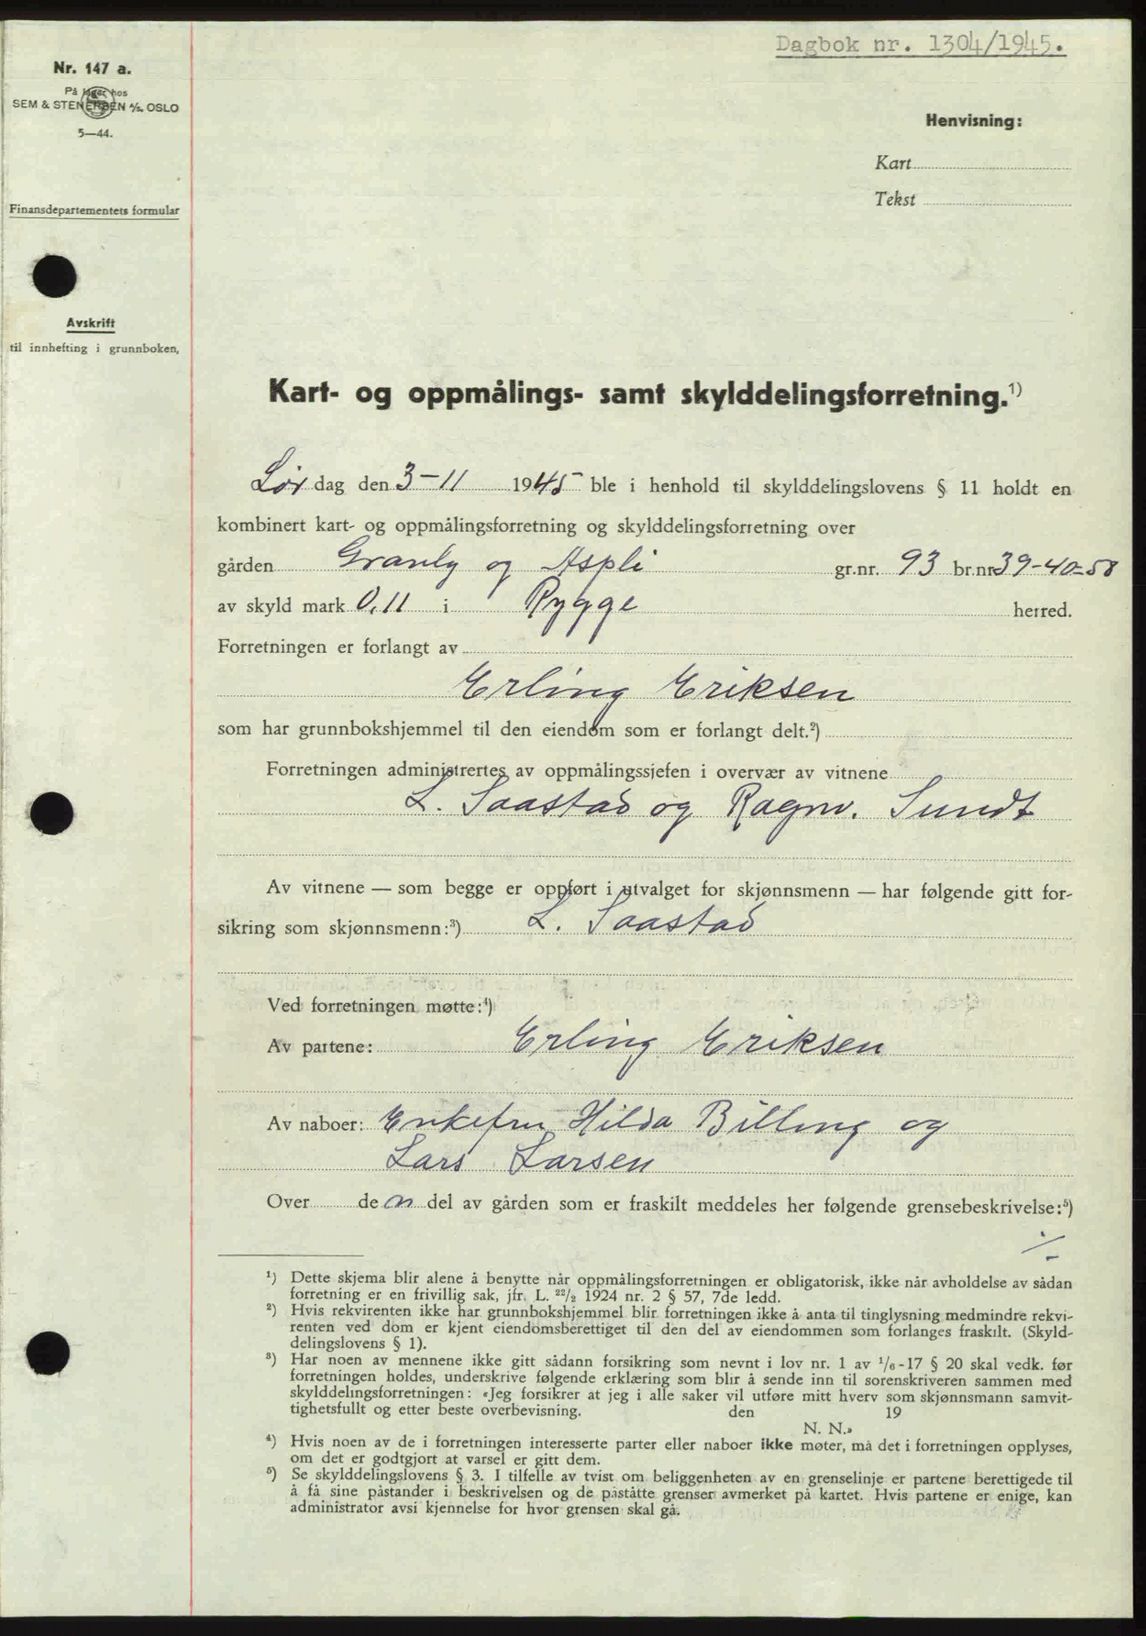 Dagbok nr. 1304/1945.
Nr. 147 a.
På lager hos
SEM & STENERSEN A/S. OSLO
5—44.
Henvisning:
Kart
Tekst
Finansdepartementets formular
Avskrift
til innhefting i grunnboken,
Kart- og oppmålings- samt skylddelingsforretning.¹)
Lør dag den 3-11 1945 ble i henhold til skylddelingslovens § 11 holdt en
kombinert kart- og oppmålingsforretning og skylddelingsforretning over
gården Granly og Aspli gr.nr. 93 br.nr 39-40-58
av skyld mark 0,11 i Rygge herred.
Forretningen er forlangt av
Erling Eriksen
som har grunnbokshjemmel til den eiendom som er forlangt delt.²)
Forretningen administrertes av oppmålingssjefen i overvær av vitnene
L. Saastad og Ragnv. Sundt
Av vitnene — som begge er oppført i utvalget for skjønnsmenn — har følgende gitt for-
sikring som skjønnsmenn:³) L. Saastad
Ved forretningen møtte:⁴)
Av partene: Erling Eriksen
Av naboer: Enkefru Hilda Billing og
Lars Larsen
Over de n del av gården som er fraskilt meddeles her følgende grensebeskrivelse:⁵)
./.
¹) Dette skjema blir alene å benytte når oppmålingsforretningen er obligatorisk, ikke når avholdelse av sådan
forretning er en frivillig sak, jfr. L. 22/2 1924 nr. 2 § 57, 7de ledd.
²) Hvis rekvirenten ikke har grunnbokshjemmel blir forretningen ikke å anta til tinglysning medmindre rekvi-
renten ved dom er kjent eiendomsberettiget til den del av eiendommen som forlanges fraskilt. (Skyld-
delingslovens § 1).
³) Har noen av mennene ikke gitt sådann forsikring som nevnt i lov nr. 1 av 1/6-17 § 20 skal vedk. før
forretningen holdes, underskrive følgende erklæring som blir å sende inn til sorenskriveren sammen med
skylddelingsforretningen: «Jeg forsikrer at jeg i alle saker vil utføre mitt hverv som skjønnsmann samvit-
tighetsfullt og etter beste overbevisning. den 19
N. N.»
⁴) Hvis noen av de i forretningen interesserte parter eller naboer ikke møter, må det i forretningen opplyses,
om det er godtgjort at varsel er gitt dem.
⁵) Se skylddelingslovens § 3. I tilfelle av tvist om beliggenheten av en grenselinje er partene berettigede til
å få sine påstander i beskrivelsen og de påståtte grenser avmerket på kartet. Hvis partene er enige, kan
administrator avsi kjennelse for hvor grensen skal gå.